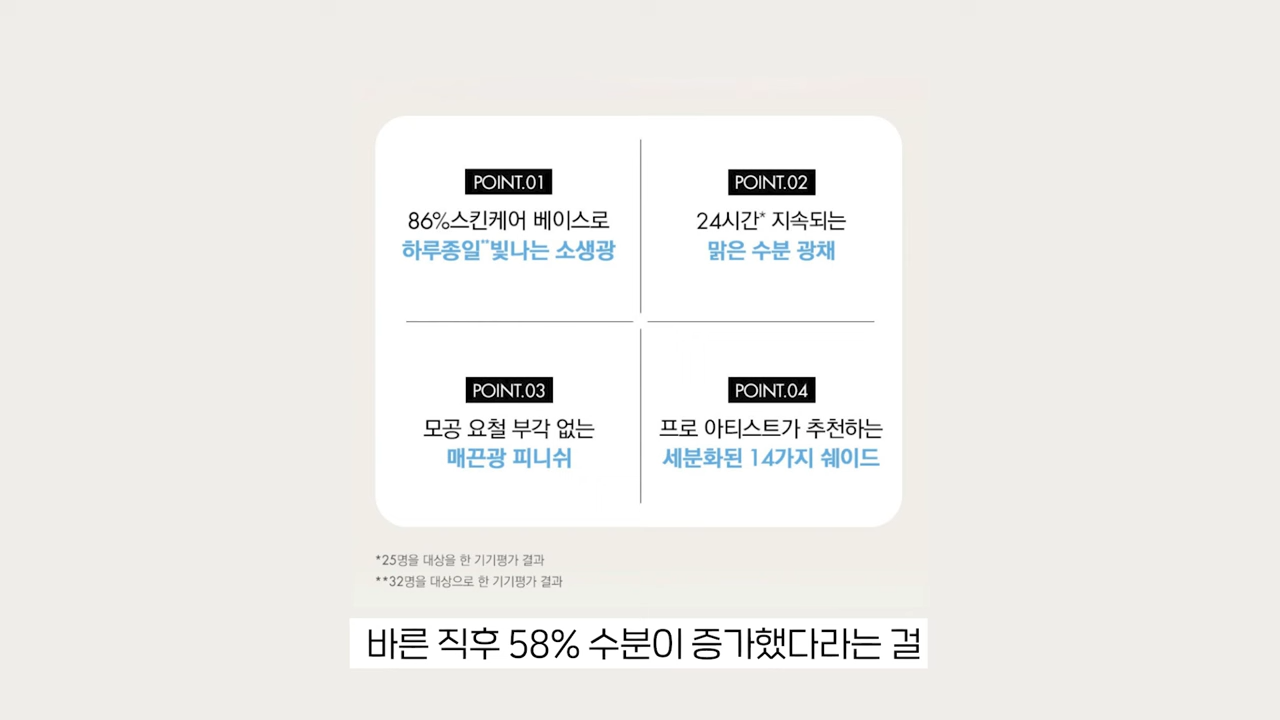 POINT.01
86%스킨케어 베이스로
하루종일**빛나는 소생광
POINT.02
24시간* 지속되는
맑은 수분 광채
POINT.03
모공 요철 부각 없는
매끈광 피니쉬
POINT.04
프로 아티스트가 추천하는
세분화된 14가지 쉐이드
*25명을 대상을 한 기기평가 결과
**32명을 대상으로 한 기기평가 결과
바른 직후 58% 수분이 증가했다라는 걸